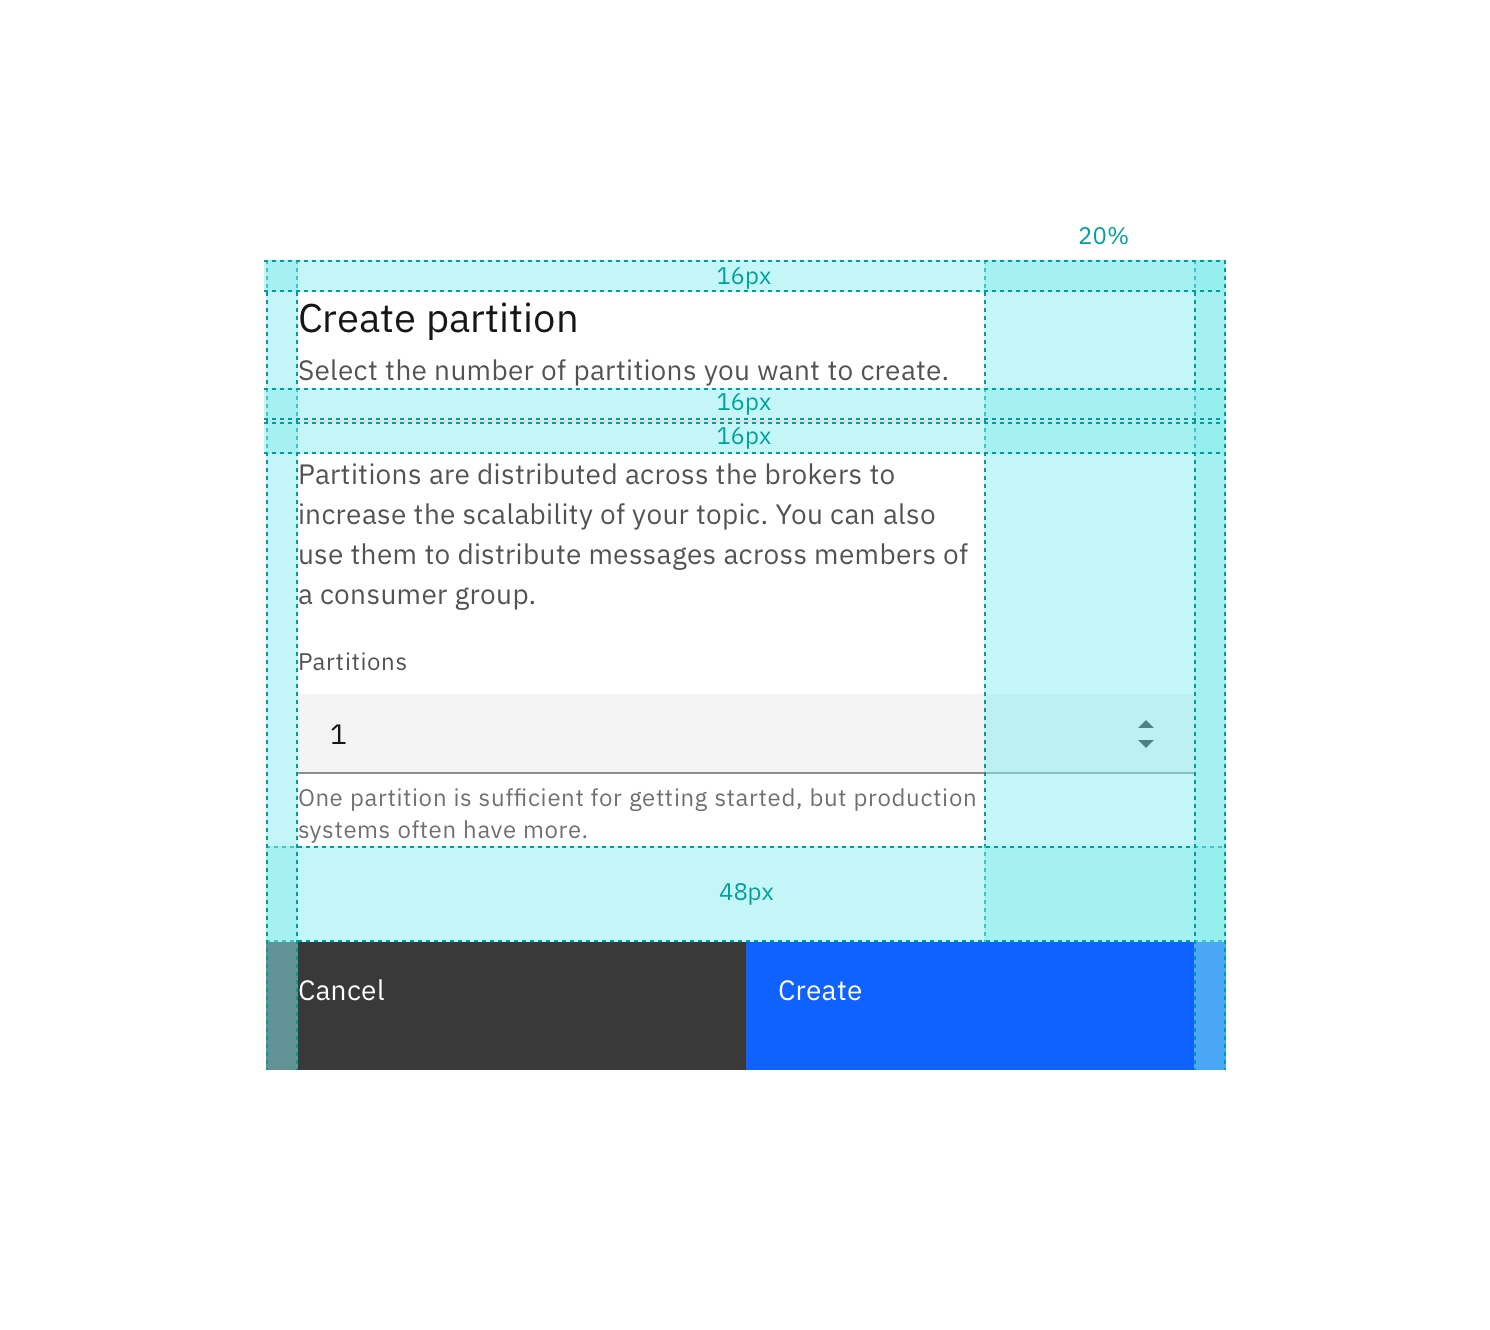 20%
16px
Create partition
Select the number of partitions you want to create.
16px
16px
Partitions are distributed across the brokers to
increase the scalability of your topic. You can also
use them to distribute messages across members of
a consumer group.
Partitions
1
One partition is sufficient for getting started, but production
systems often have more.
48px
Cancel
Create